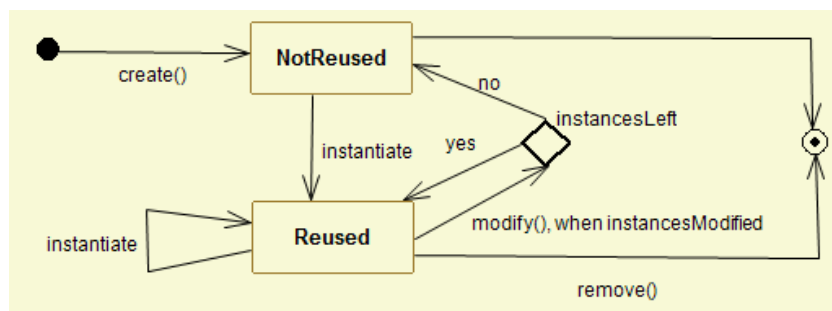 NotReused
create()
no
instancesLeft
yes
instantiate
Reused
modify(), when instancesModified
instantiate
remove()